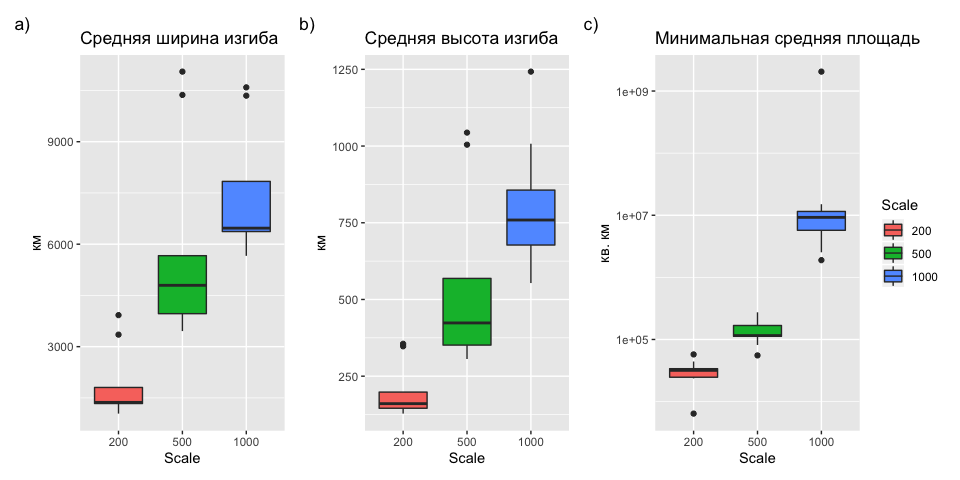 a)
Средняя ширина изгиба
км
9000
6000
3000
200
500
1000
Scale
b)
Средняя высота изгиба
км
1250
1000
750
500
250
200
500
1000
Scale
c)
Минимальная средняя площадь
кв. км
1e+09
1e+07
1e+05
200
500
1000
Scale
Scale
200
500
1000